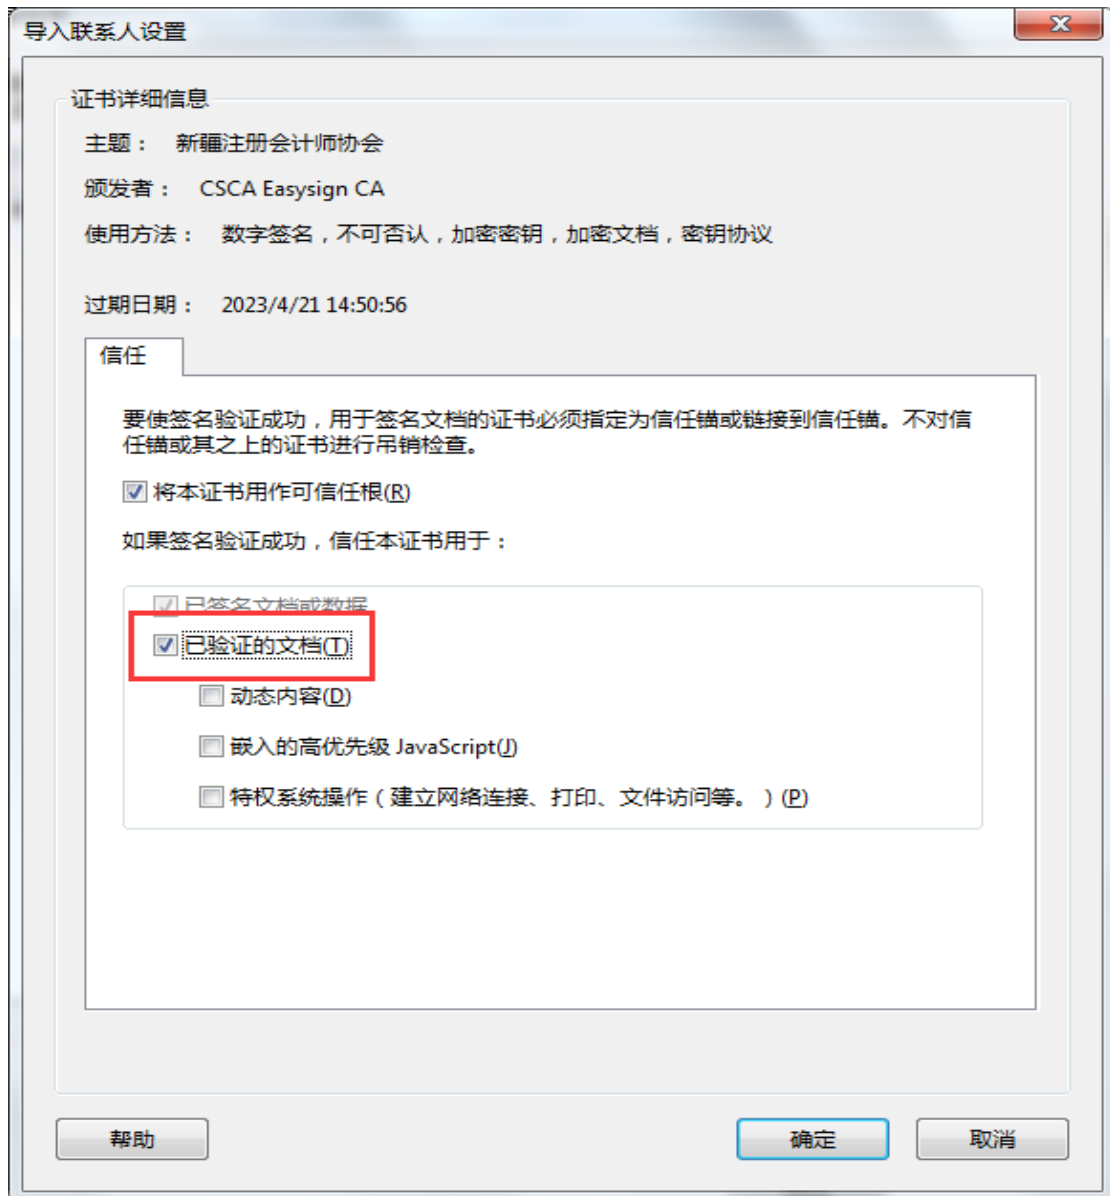 导入联系人设置
证书详细信息
主题： 新疆注册会计师协会
颁发者： CSCA Easysign CA
使用方法： 数字签名，不可否认，加密密钥，加密文档，密钥协议
过期日期： 2023/4/21 14:50:56
信任
要使签名验证成功，用于签名文档的证书必须指定为信任锚或链接到信任锚。不对信
任锚或其之上的证书进行吊销检查。
将本证书用作可信任根(R)
如果签名验证成功，信任本证书用于：
已签名文档或数据
已验证的文档(T)
动态内容(D)
嵌入的高优先级 JavaScript(J)
特权系统操作（建立网络连接、打印、文件访问等。）(P)
帮助
确定
取消